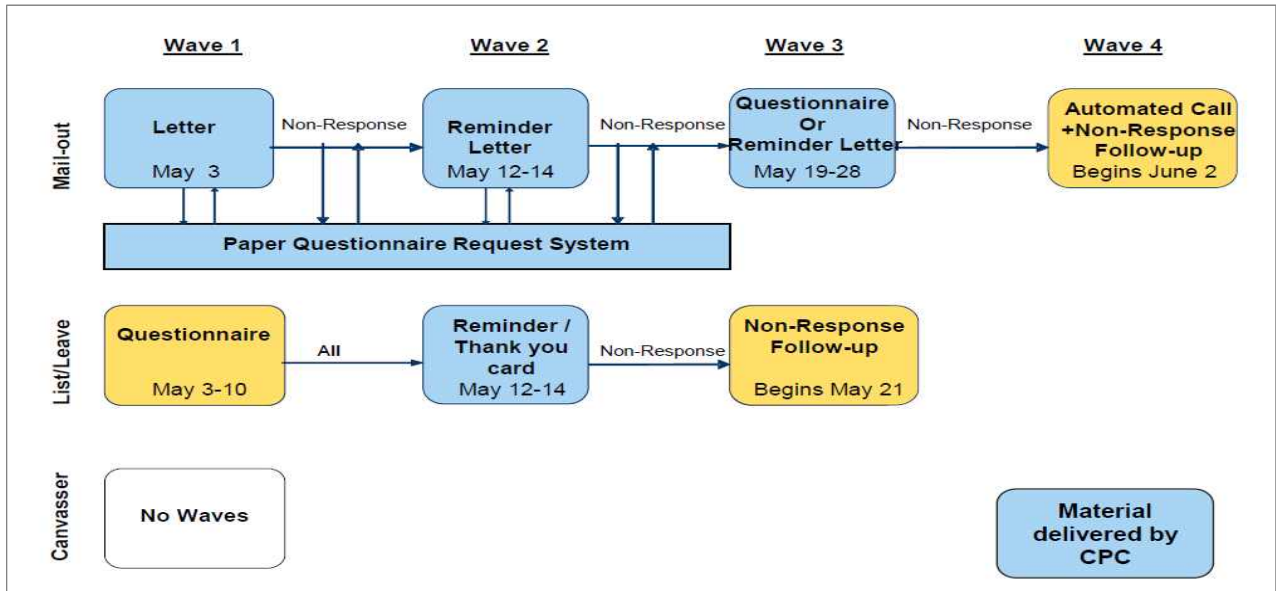 Wave 1 Wave 2 Wave 3 Wave 4
Mail-out
Letter
May 3
Non-Response
Reminder
Letter
May 12-14
Non-Response
Questionnaire
Or
Reminder Letter
May 19-28
Non-Response
Automated Call
+Non-Response
Follow-up
Begins June 2
Paper Questionnaire Request System
List/Leave
Questionnaire
May 3-10
All
Reminder /
Thank you
card
May 12-14
Non-Response
Non-Response
Follow-up
Begins May 21
Canvasser
No Waves
Material
delivered by
CPC